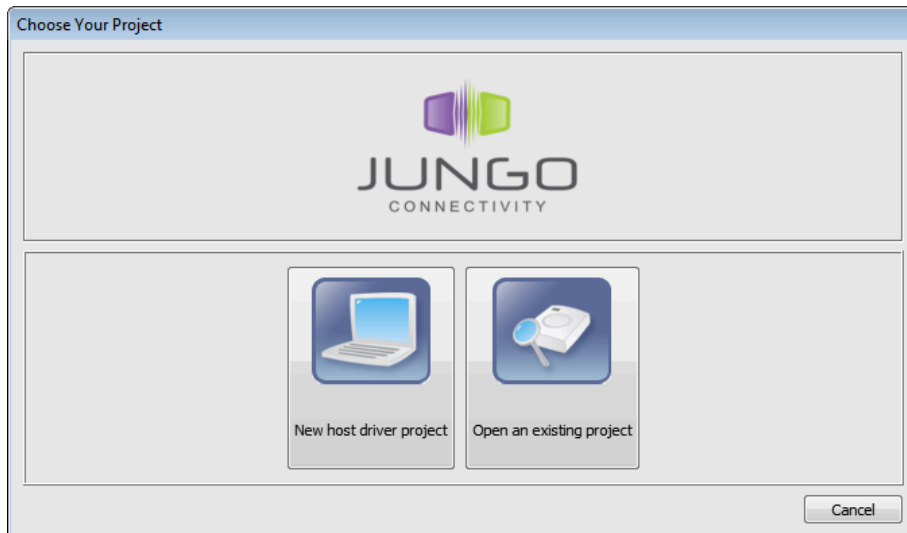 Choose Your Project
JUNGO
CONNECTIVITY
New host driver project
Open an existing project
Cancel